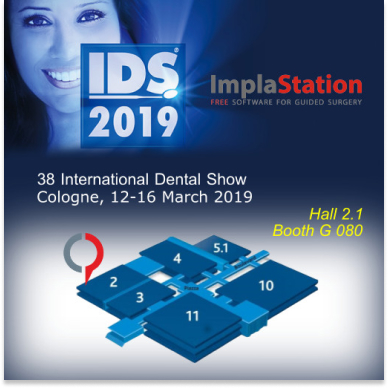 IDS
2019
ImplaStation
FREE SOFTWARE FOR GUIDED SURGERY
38 International Dental Show
Cologne, 12-16 March 2019
Hall 2.1
Booth G 080
5.1
4
2
10
3
11